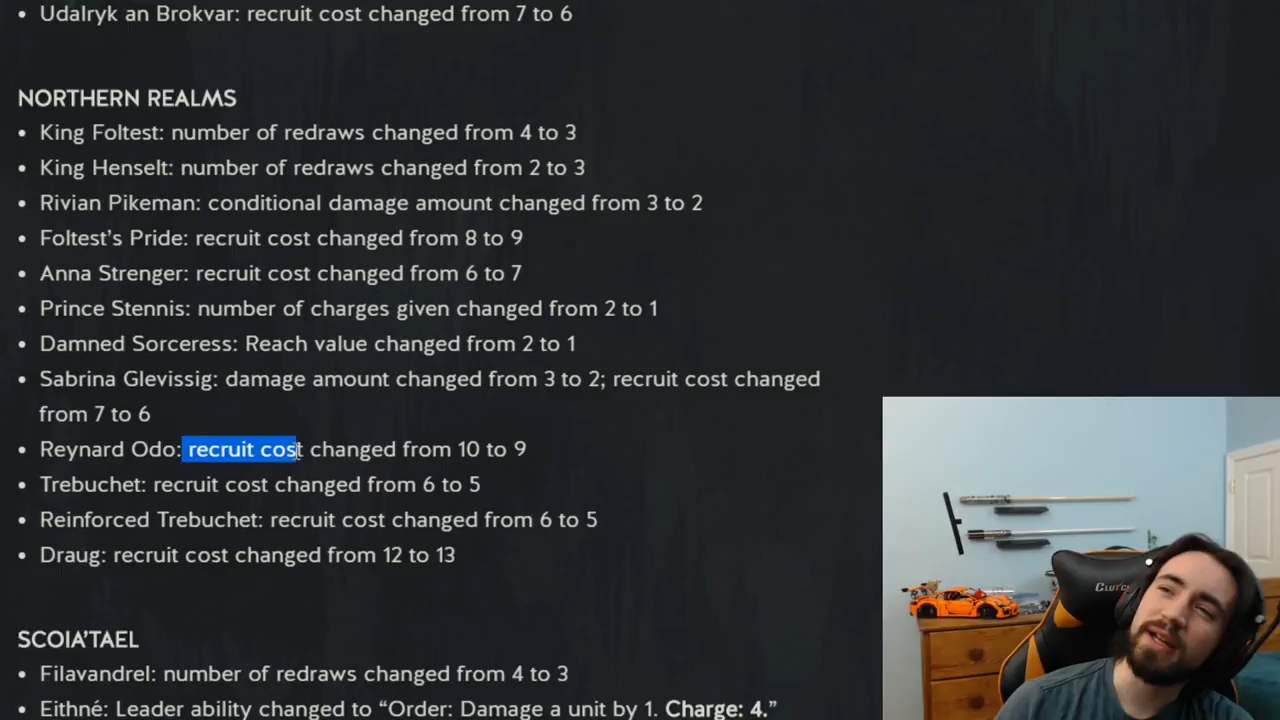 • Udalryk an Brokvar: recruit cost changed from 7 to 6
NORTHERN REALMS
• King Foltest: number of redraws changed from 4 to 3
• King Henselt: number of redraws changed from 2 to 3
• Rivian Pikeman: conditional damage amount changed from 3 to 2
• Foltest's Pride: recruit cost changed from 8 to 9
• Anna Strenger: recruit cost changed from 6 to 7
• Prince Stennis: number of charges given changed from 2 to 1
• Damned Sorceress: Reach value changed from 2 to 1
• Sabrina Glevissig: damage amount changed from 3 to 2; recruit cost changed
from 7 to 6
• Reynard Odo: recruit cost changed from 10 to 9
• Trebuchet: recruit cost changed from 6 to 5
• Reinforced Trebuchet: recruit cost changed from 6 to 5
• Draug: recruit cost changed from 12 to 13
SCOIA'TAEL
• Filavandrel: number of redraws changed from 4 to 3
• Eithné: Leader ability changed to “Order: Damage a unit by 1. Charge: 4.”